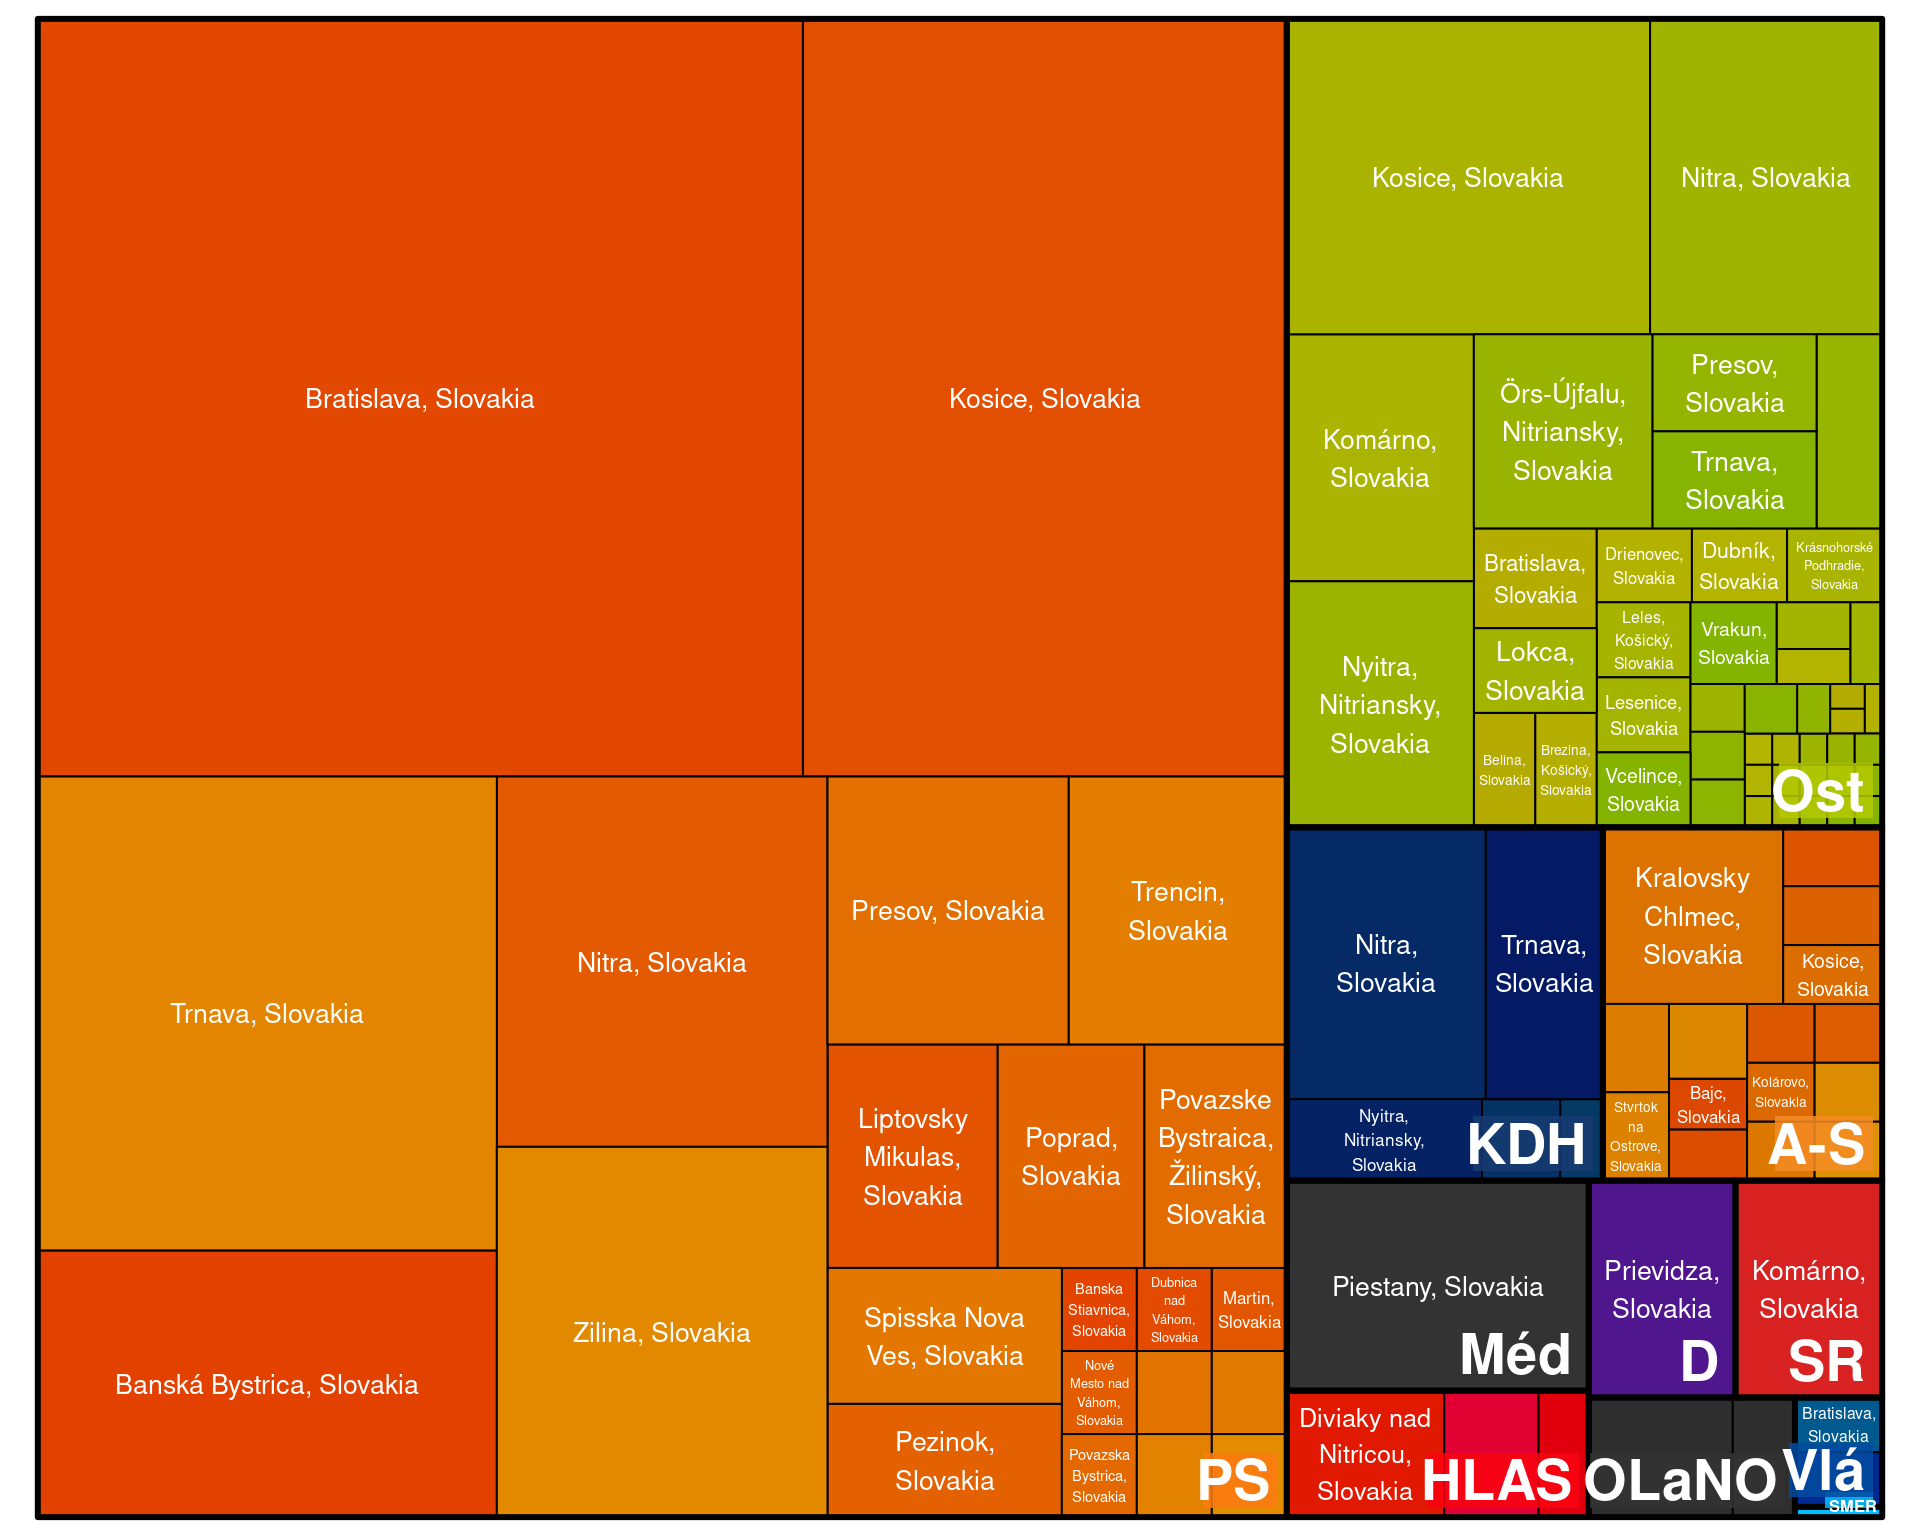 Bratislava, Slovakia
Kosice, Slovakia
Trnava, Slovakia
Banská Bystrica, Slovakia
Nitra, Slovakia
Zilina, Slovakia
Presov, Slovakia
Trencin,
Slovakia
Liptovsky
Mikulas,
Slovakia
Poprad,
Slovakia
Povazske
Bystraica,
Žilinský,
Slovakia
Spisska Nova
Ves, Slovakia
Pezinok,
Slovakia
Banska
Stiavnica,
Slovakia
Dubnica
nad
Váhom,
Slovakia
Martin,
Slovakia
Nové
Mesto nad
Váhom,
Slovakia
Povazska
Bystrica,
Slovakia
PS
Kosice, Slovakia
Nitra, Slovakia
Komárno,
Slovakia
Nyitra,
Nitriansky,
Slovakia
Örs-Újfalu,
Nitriansky,
Slovakia
Presov,
Slovakia
Trnava,
Slovakia
Bratislava,
Slovakia
Lokca,
Slovakia
Belina,
Slovakia
Brezina,
Košický,
Slovakia
Drienovec,
Slovakia
Dubník,
Slovakia
Krásnohorské
Podhradie,
Slovakia
Leles,
Košický,
Slovakia
Lesenice,
Slovakia
Vcelince,
Slovakia
Vrakun,
Slovakia
Ost
Nitra,
Slovakia
Trnava,
Slovakia
Nyitra,
Nitriansky,
Slovakia
KDH
Kralovsky
Chlmec,
Slovakia
Kosice,
Slovakia
Stvrtok
na
Ostrove,
Slovakia
Bajc,
Slovakia
Kolárovo,
Slovakia
A-S
Piestany, Slovakia
Méd
Prievidza,
Slovakia
D
Komárno,
Slovakia
SR
Diviaky nad
Nitricou,
Slovakia
HLAS
OLaNO
Bratislava,
Slovakia
Vlá
SMER